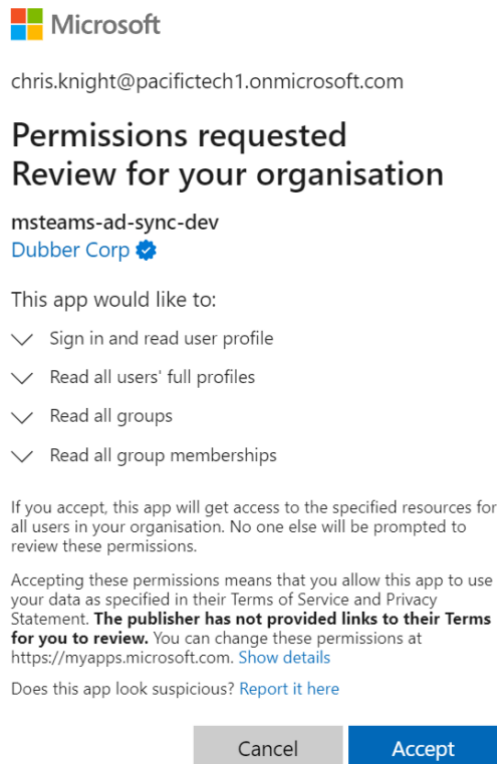 Microsoft
chris.knight@pacifictech1.onmicrosoft.com
Permissions requested
Review for your organisation
msteams-ad-sync-dev
Dubber Corp
This app would like to:
Sign in and read user profile
Read all users' full profiles
Read all groups
Read all group memberships
If you accept, this app will get access to the specified resources for
all users in your organisation. No one else will be prompted to
review these permissions.
Accepting these permissions means that you allow this app to use
your data as specified in their Terms of Service and Privacy
Statement. The publisher has not provided links to their Terms
for you to review. You can change these permissions at
https://myapps.microsoft.com. Show details
Does this app look suspicious? Report it here
Cancel Accept